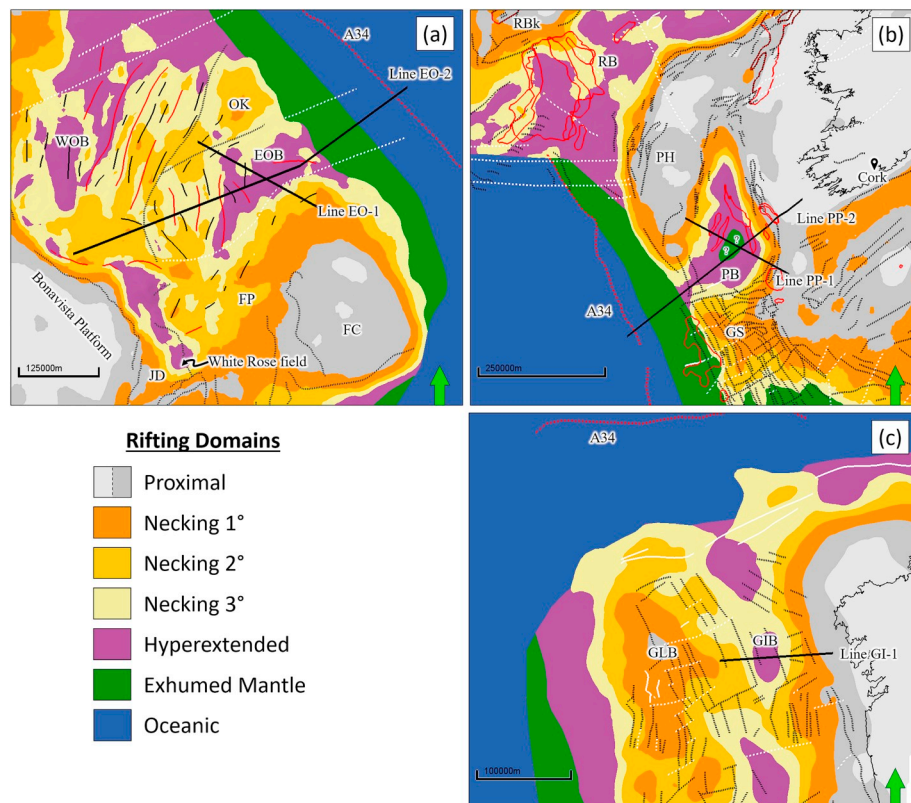 (a)
A34
Line EO-2
OK
WOB
EOB
Line EO-1
Bonavista Platform
FP
FC
White Rose field
JD
125000m
(b)
RBk
RB
PH
Cork
Line PP-2
?
?
PB
Line PP-1
A34
GS
250000m
Rifting Domains
Proximal
Necking 1°
Necking 2°
Necking 3°
Hyperextended
Exhumed Mantle
Oceanic
(c)
A34
GLB
GIB
Line GI-1
100000m